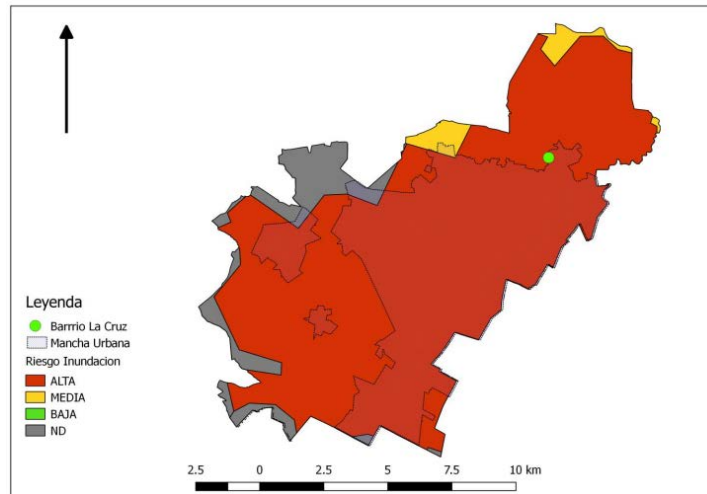 Leyenda
Barrrio La Cruz
Mancha Urbana
Riesgo Inundacion
ALTA
MEDIA
BAJA
ND
2.5 0 2.5 5 7.5 10 km